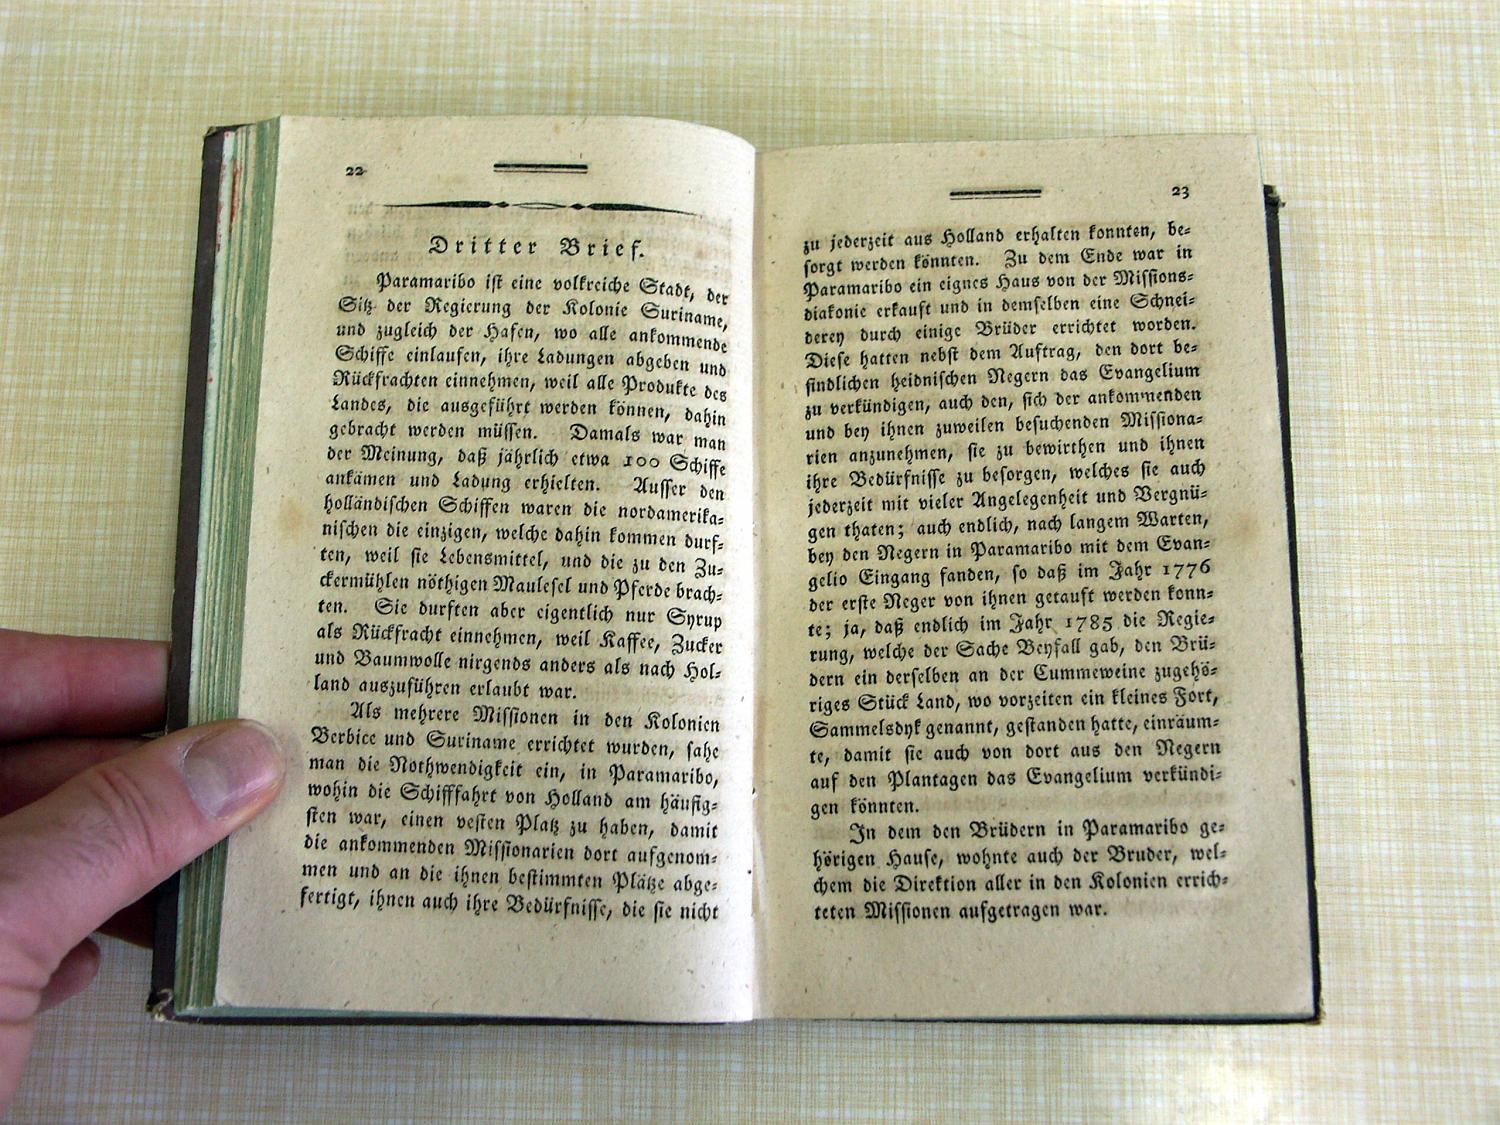 22
Dritter Brief.
Paramaribo ist eine volkreiche Stadt, der
Sitz der Regierung der Kolonie Suriname,
und zugleich der Hafen, wo alle ankommende
Schiffe einlaufen, ihre Ladungen abgeben und
Rückfrachten einnehmen, weil alle Produkte des
Landes, die ausgeführt werden können, dahin
gebracht werden müssen. Damals war man
der Meinung, daß jährlich etwa 100 Schiffe
ankämen und Ladung erhielten. Ausser den
holländischen Schiffen waren die nordamerika-
nischen die einzigen, welche dahin kommen durf-
ten, weil sie Lebensmittel, und die zu den Zu-
ckermühlen nöthigen Maulesel und Pferde brach-
ten. Sie durften aber eigentlich nur Syrup
als Rückfracht einnehmen, weil Kaffee, Zucker
und Baumwolle nirgends anders als nach Hol-
land auszuführen erlaubt war.
Als mehrere Missionen in den Kolonien
Berbice und Suriname errichtet wurden, sahe
man die Nothwendigkeit ein, in Paramaribo,
wohin die Schifffahrt von Holland am häufig-
sten war, einen vesten Platz zu haben, damit
die ankommenden Missionarien dort aufgenom-
men und an die ihnen bestimmten Plätze abge-
fertigt, ihnen auch ihre Bedürfnisse, die sie nicht
23
zu jederzeit aus Holland erhalten konnten, be-
sorgt werden könnten. Zu dem Ende war in
Paramaribo ein eignes Haus von der Missions-
diakonie erkauft und in demselben eine Schnei-
derey durch einige Brüder errichtet worden.
Diese hatten nebst dem Auftrag, den dort be-
findlichen heidnischen Negern das Evangelium
zu verkündigen, auch den, sich der ankommenden
und bey ihnen zuweilen besuchenden Missiona-
rien anzunehmen, sie zu bewirthen und ihnen
ihre Bedürfnisse zu besorgen, welches sie auch
jederzeit mit vieler Angelegenheit und Vergnü-
gen thaten; auch endlich, nach langem Warten,
bey den Negern in Paramaribo mit dem Evan-
gelio Eingang fanden, so daß im Jahr 1776
der erste Neger von ihnen getauft werden konn-
te; ja, daß endlich im Jahr 1785 die Regie-
rung, welche der Sache Beyfall gab, den Brü-
dern ein derselben an der Cummeweine zugehö-
riges Stück Land, wo vorzeiten ein kleines Fort,
Sammelsdyk genannt, gestanden hatte, einräum-
te, damit sie auch von dort aus den Negern
auf den Plantagen das Evangelium verkündi-
gen könnten.
In dem den Brüdern in Paramaribo ge-
hörigen Hause, wohnte auch der Bruder, wel-
chem die Direktion aller in den Kolonien errich-
teten Missionen aufgetragen war.